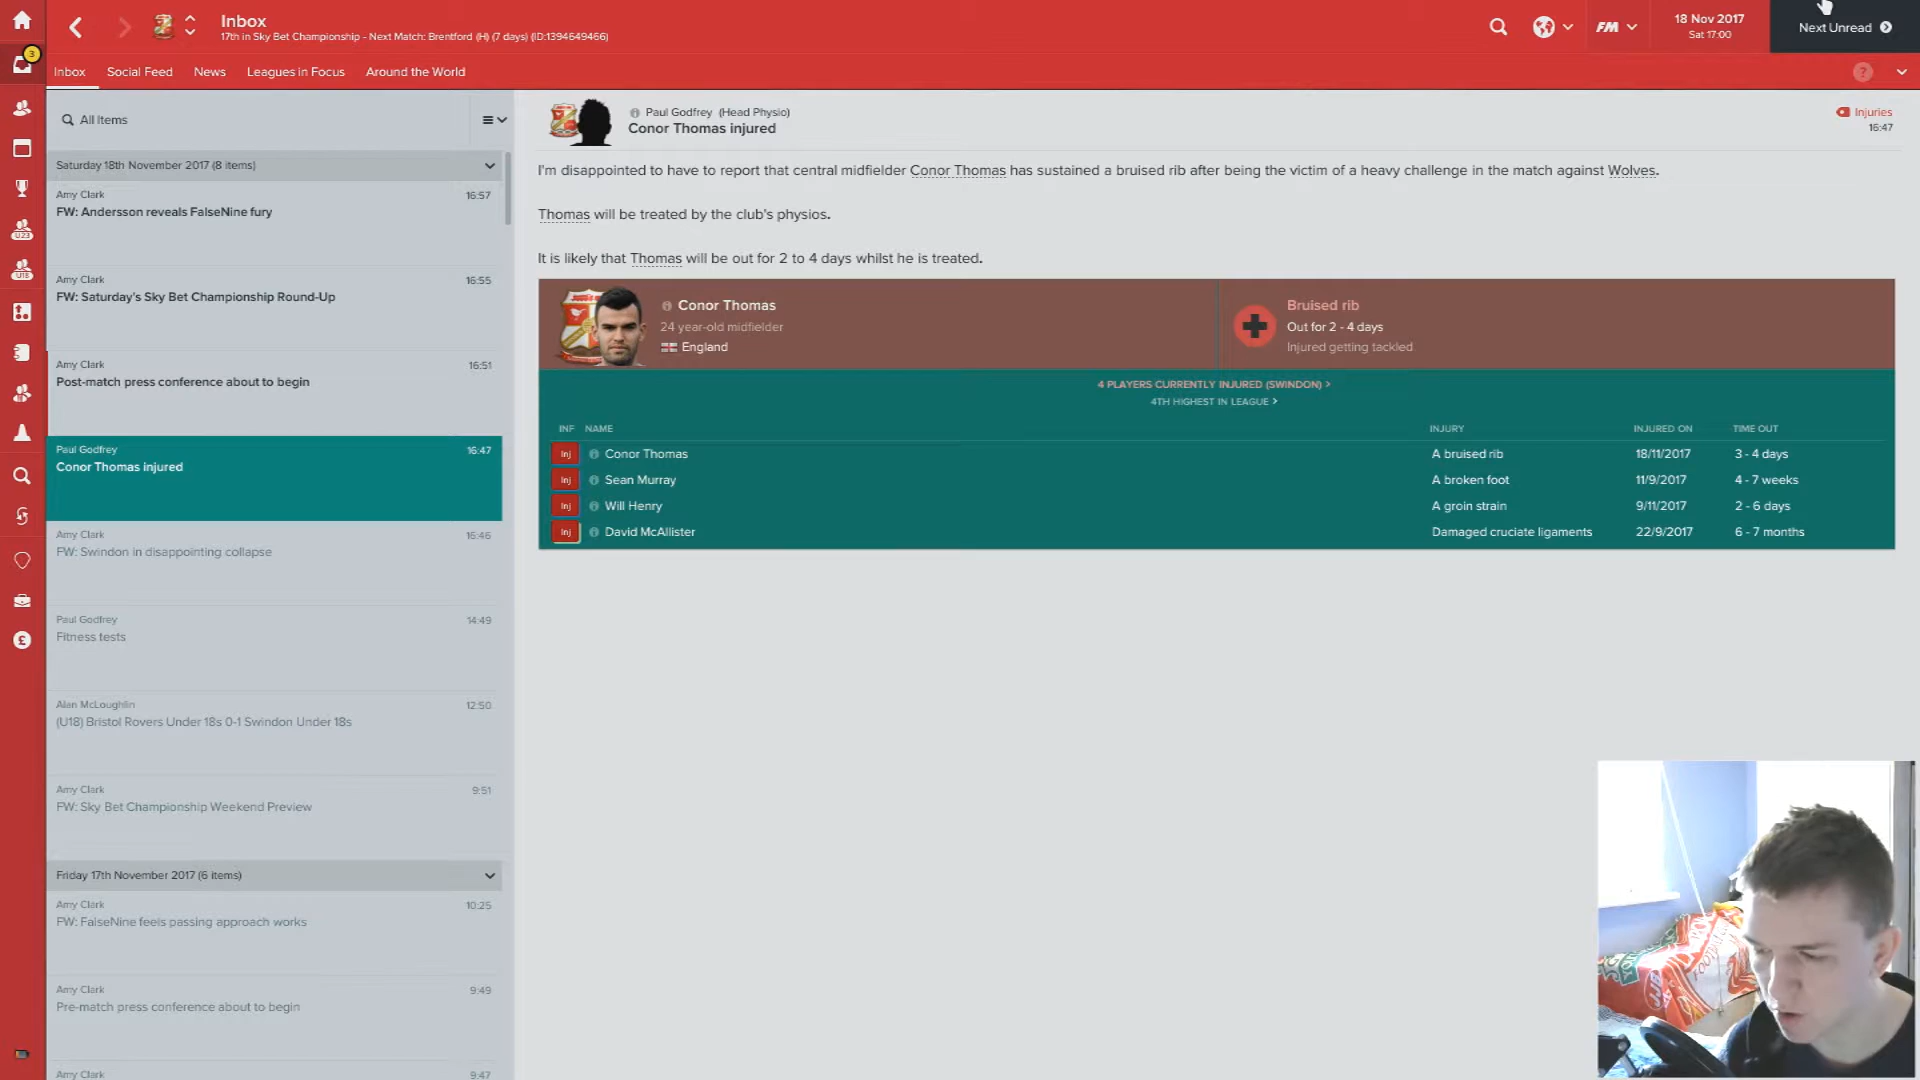 Inbox
17th in Sky Bet Championship - Next Match: Brentford (H) (7 days) (ID:1394649466)
FM
18 Nov 2017
Sat 17:00
Next Unread
3
Inbox
Social Feed
News
Leagues in Focus
Around the World
?
All Items
Saturday 18th November 2017 (8 items)
Amy Clark
16:57
FW: Andersson reveals FalseNine fury
Amy Clark
16:55
FW: Saturday's Sky Bet Championship Round-Up
Amy Clark
16:51
Post-match press conference about to begin
Paul Godfrey
16:47
Conor Thomas injured
Amy Clark
16:46
FW: Swindon in disappointing collapse
Paul Godfrey
14:49
Fitness tests
Alan McLoughlin
12:50
(U18) Bristol Rovers Under 18s 0-1 Swindon Under 18s
Amy Clark
9:51
FW: Sky Bet Championship Weekend Preview
Friday 17th November 2017 (6 items)
Amy Clark
10:25
FW: FalseNine feels passing approach works
Amy Clark
9:49
Pre-match press conference about to begin
Amy Clark
9:47
U23
U18
£
Paul Godfrey (Head Physio)
Conor Thomas injured
Injuries
16:47
I'm disappointed to have to report that central midfielder Conor Thomas has sustained a bruised rib after being the victim of a heavy challenge in the match against Wolves.
Thomas will be treated by the club's physios.
It is likely that Thomas will be out for 2 to 4 days whilst he is treated.
Conor Thomas
24 year-old midfielder
England
Bruised rib
Out for 2 - 4 days
Injured getting tackled
4 PLAYERS CURRENTLY INJURED (SWINDON) >
4TH HIGHEST IN LEAGUE >
INF NAME INJURY INJURED ON TIME OUT
Inj Conor Thomas A bruised rib 18/11/2017 3 - 4 days
Inj Sean Murray A broken foot 11/9/2017 4 - 7 weeks
Inj Will Henry A groin strain 9/11/2017 2 - 6 days
Inj David McAllister Damaged cruciate ligaments 22/9/2017 6 - 7 months